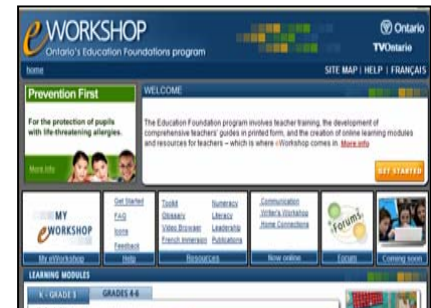 eWORKSHOP
Ontario's Education Foundations program
Ontario
TVOntario
home
SITE MAP | HELP | FRANÇAIS
Prevention First
For the protection of pupils
with life-threatening allergies.
More info
WELCOME
The Education Foundation program involves teacher training, the development of
comprehensive teachers' guides in printed form, and the creation of online learning modules
and resources for teachers – which is where eWorkshop comes in. More info
GET STARTED
MY
eWORKSHOP
My eWorkshop
Get Started
FAQ
home
Feedback
Help
Toolkit
Glossary
Video Browser
French Immersion
Numeracy
Literacy
Leadership
Publications
Resources
Communication
Writer's Workshop
Home Connections
Now online
Forums
Forum
Coming soon
LEARNING MODULES
K - GRADE 3
GRADES 4-6